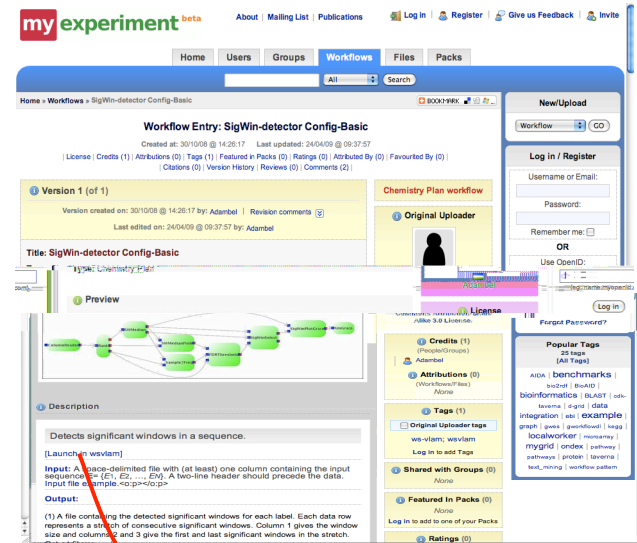 my experiment beta
About | Mailing List | Publications
Log in | Register | Give us Feedback | Invite
Home Users Groups Workflows Files Packs
All Search
Home » Workflows » SigWin-detector Config-Basic
BOOKMARK
Workflow Entry: SigWin-detector Config-Basic
Created at: 30/10/08 @ 14:26:17 Last updated: 24/04/09 @ 09:37:57
| License | Credits (1) | Attributions (0) | Tags (1) | Featured in Packs (0) | Ratings (0) | Attributed By (0) | Favourited By (0) |
| Citations (0) | Version History | Reviews (0) | Comments (2) |
Version 1 (of 1)
Version created on: 30/10/08 @ 14:26:17 by: Adambel | Revision comments
Last edited on: 24/04/09 @ 09:37:57 by: Adambel
Title: SigWin-detector Config-Basic
Type: Chemistry Plan
Preview
Description
Detects significant windows in a sequence.
[Launch in wsvlam]
Input: A space-delimited file with (at least) one column containing the input
sequence E= {E1, E2, ..., EN}. A two-line header should precede the data.
Input file example.<o:p></o:p>
Output:
(1) A file containing the detected significant windows for each label. Each data row
represents a stretch of consecutive significant windows. Column 1 gives the window
size and columns 2 and 3 give the first and last significant windows in the stretch.
Chemistry Plan workflow
Original Uploader
Adambel
License
Alike 3.0 License.
Credits (1)
(People/Groups)
Adambel
Attributions (0)
(Workflows/Files)
None
Tags (1)
Original Uploader tags
ws-vlam; wsvlam
Log in to add Tags
Shared with Groups (0)
None
Featured In Packs (0)
None
Log in to add to one of your Packs
Ratings (0)
New/Upload
Workflow GO
Log in / Register
Username or Email:
Password:
Remember me:
OR
Use OpenID:
Log in
Forgot Password?
Popular Tags
25 tags
[All Tags]
AIDA | benchmarks |
bio2rdf | BioAID |
bioinformatics | BLAST | cdk-
taverna | d-grid | data
integration | ebi | example |
graph | gwes | gworkflowdl | kegg |
localworker | microarray |
mygrid | ondex | pathway |
pathways | protein | taverna |
text_mining | workflow pattern